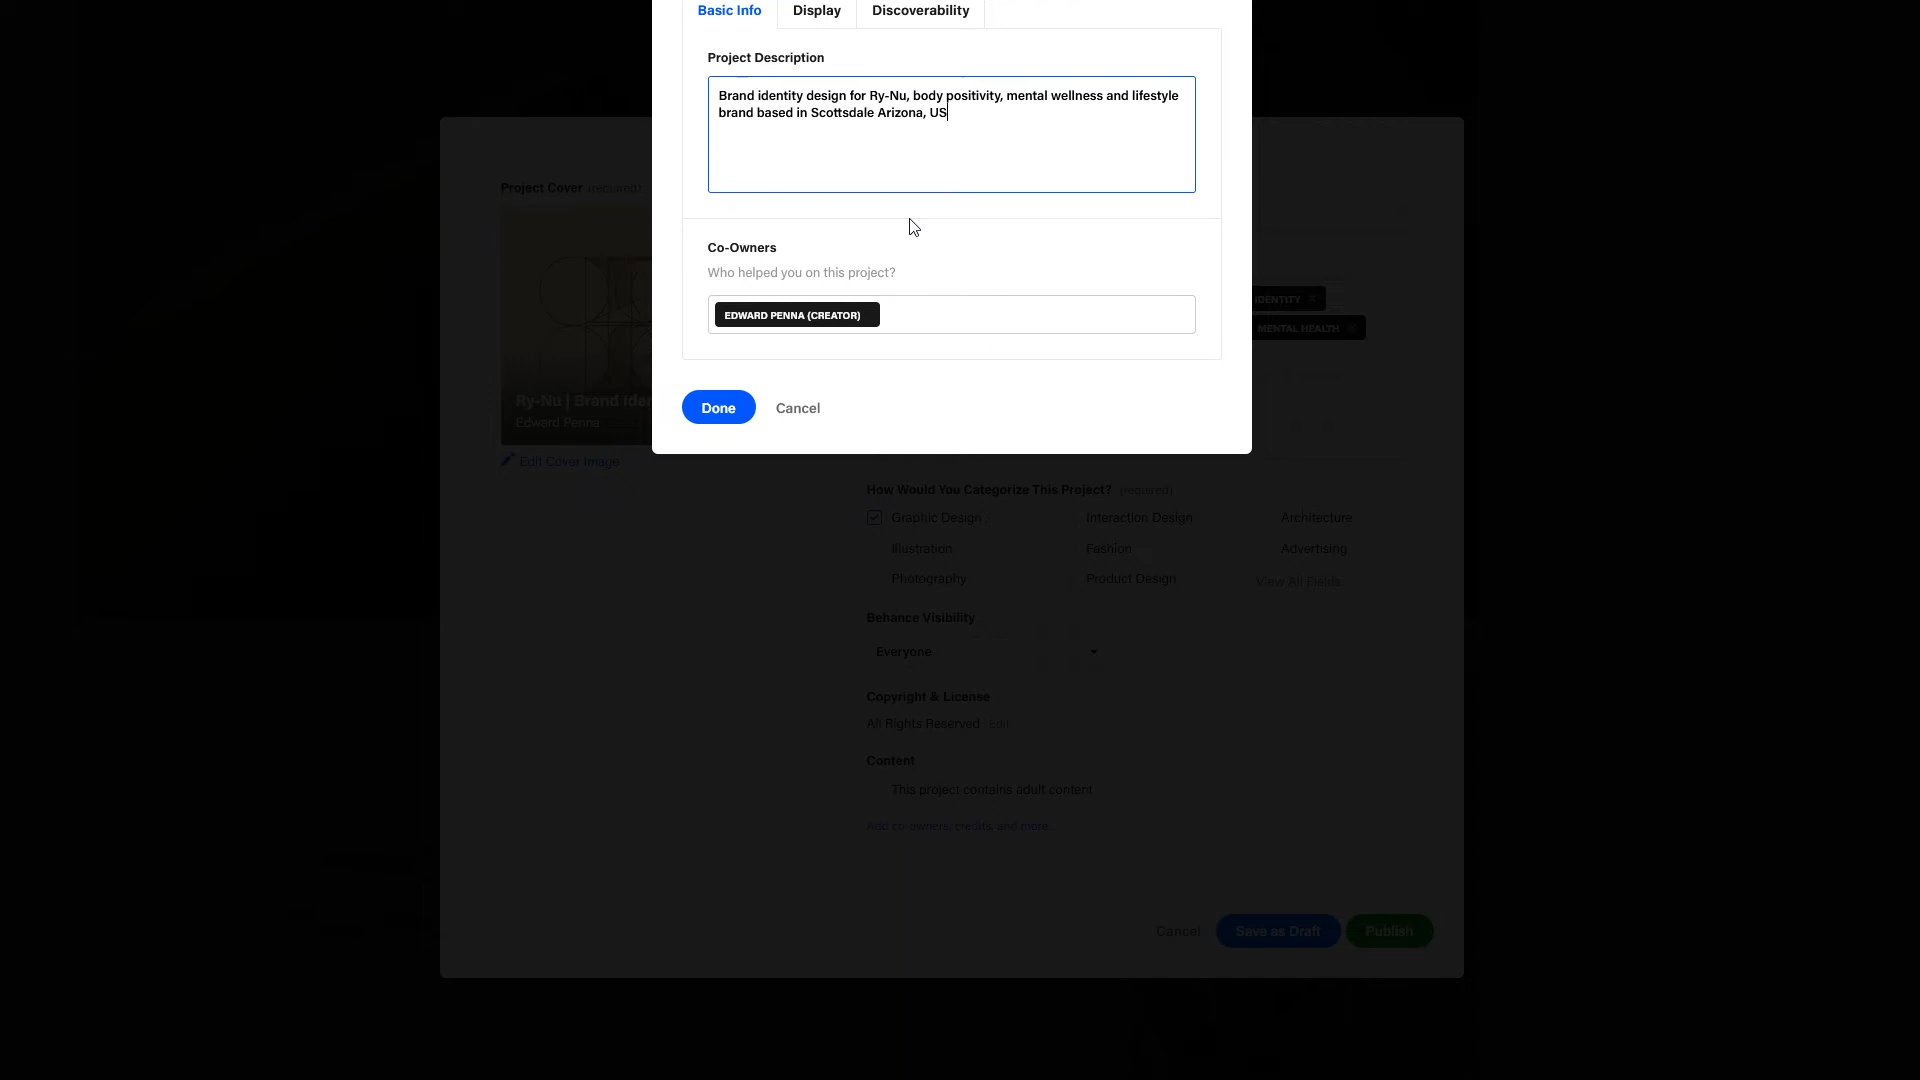 Basic Info
Display
Discoverability
Project Description
Brand identity design for Ry-Nu, body positivity, mental wellness and lifestyle
brand based in Scottsdale Arizona, US
Co-Owners
Who helped you on this project?
EDWARD PENNA (CREATOR)
Done
Cancel
Project Cover (required)
Ry-Nu | Brand
Edward Penna
Edit Cover Image
IDENTITY
MENTAL HEALTH
How Would You Categorize This Project? (required)
Graphic Design
Interaction Design
Architecture
Illustration
Fashion
Advertising
Photography
Product Design
View All Fields
Behance Visibility
Everyone
Copyright & License
All Rights Reserved Edit
Content
This project contains adult content
Add co-owners, credits, and more...
Cancel
Save as Draft
Publish